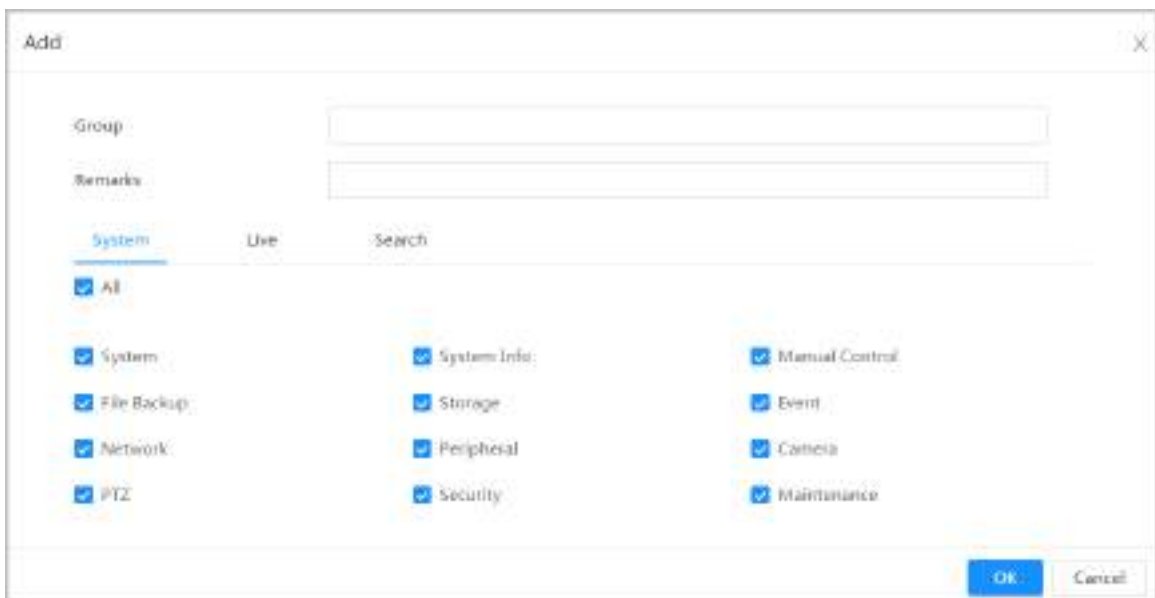 Add X
Group
Remarks
System Live Search
All
System System Info Manual Control
File Backup Storage Event
Network Peripheral Camera
PTZ Security Maintenance
OK Cancel